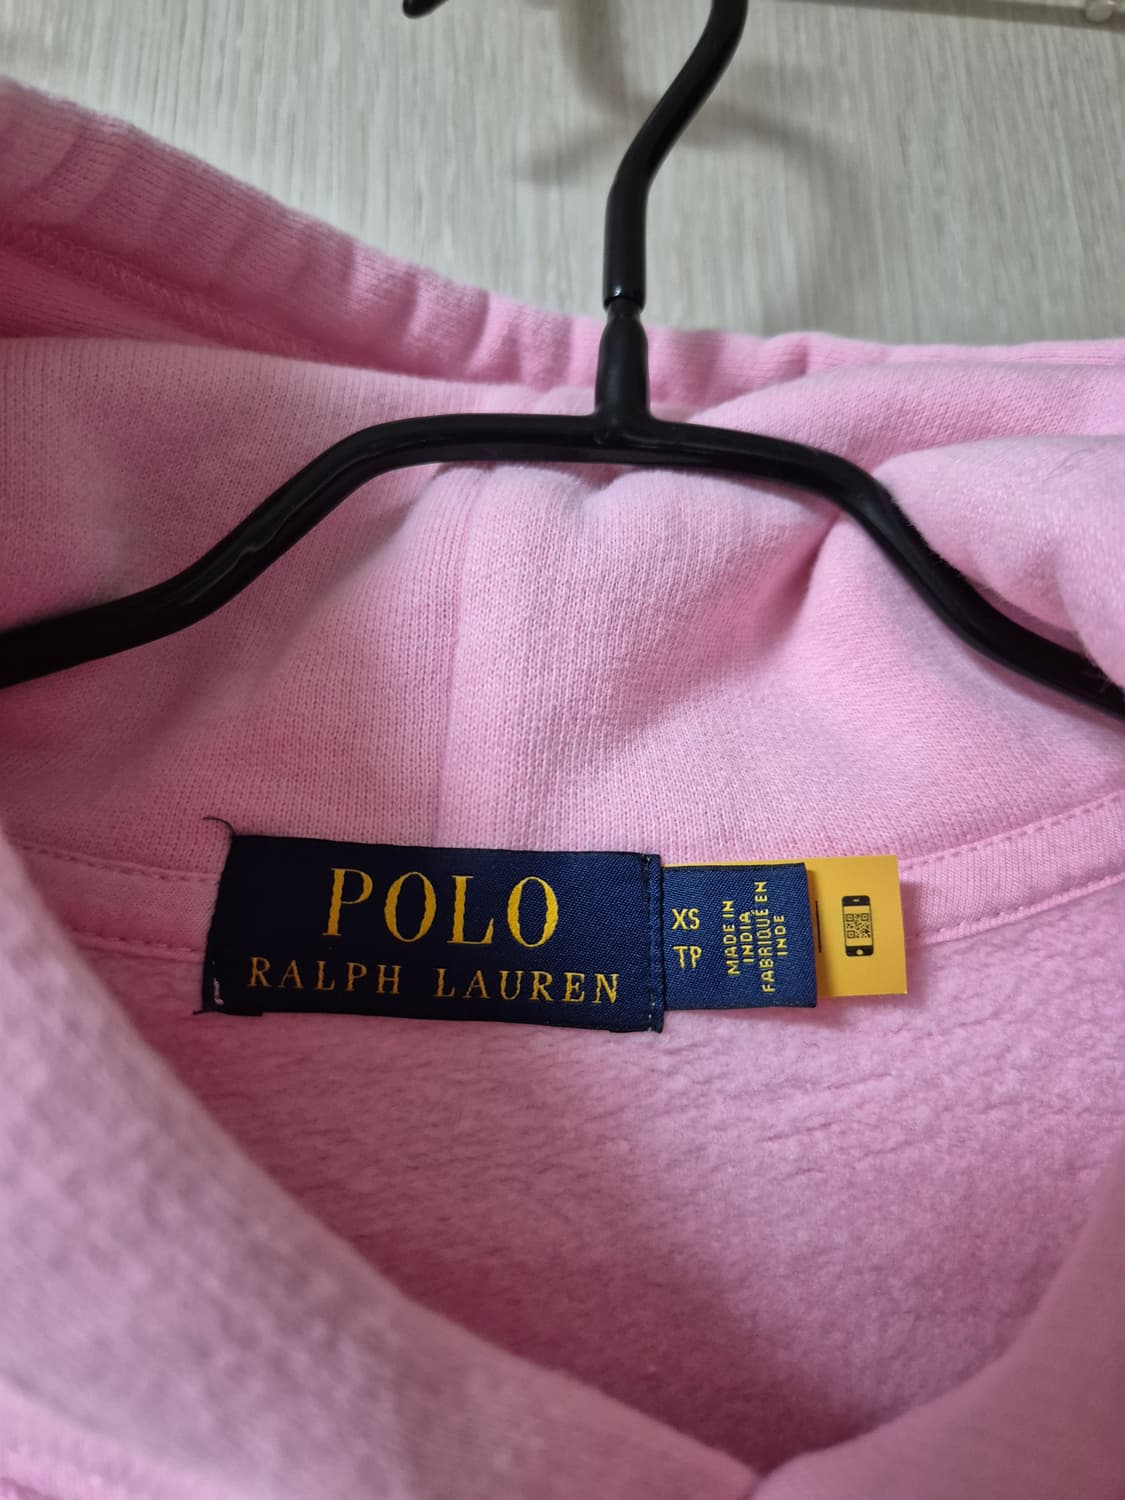 POLO
RALPH LAUREN
XS
TP
MADE IN
INDIA
FABRIQUÉ EN
INDE